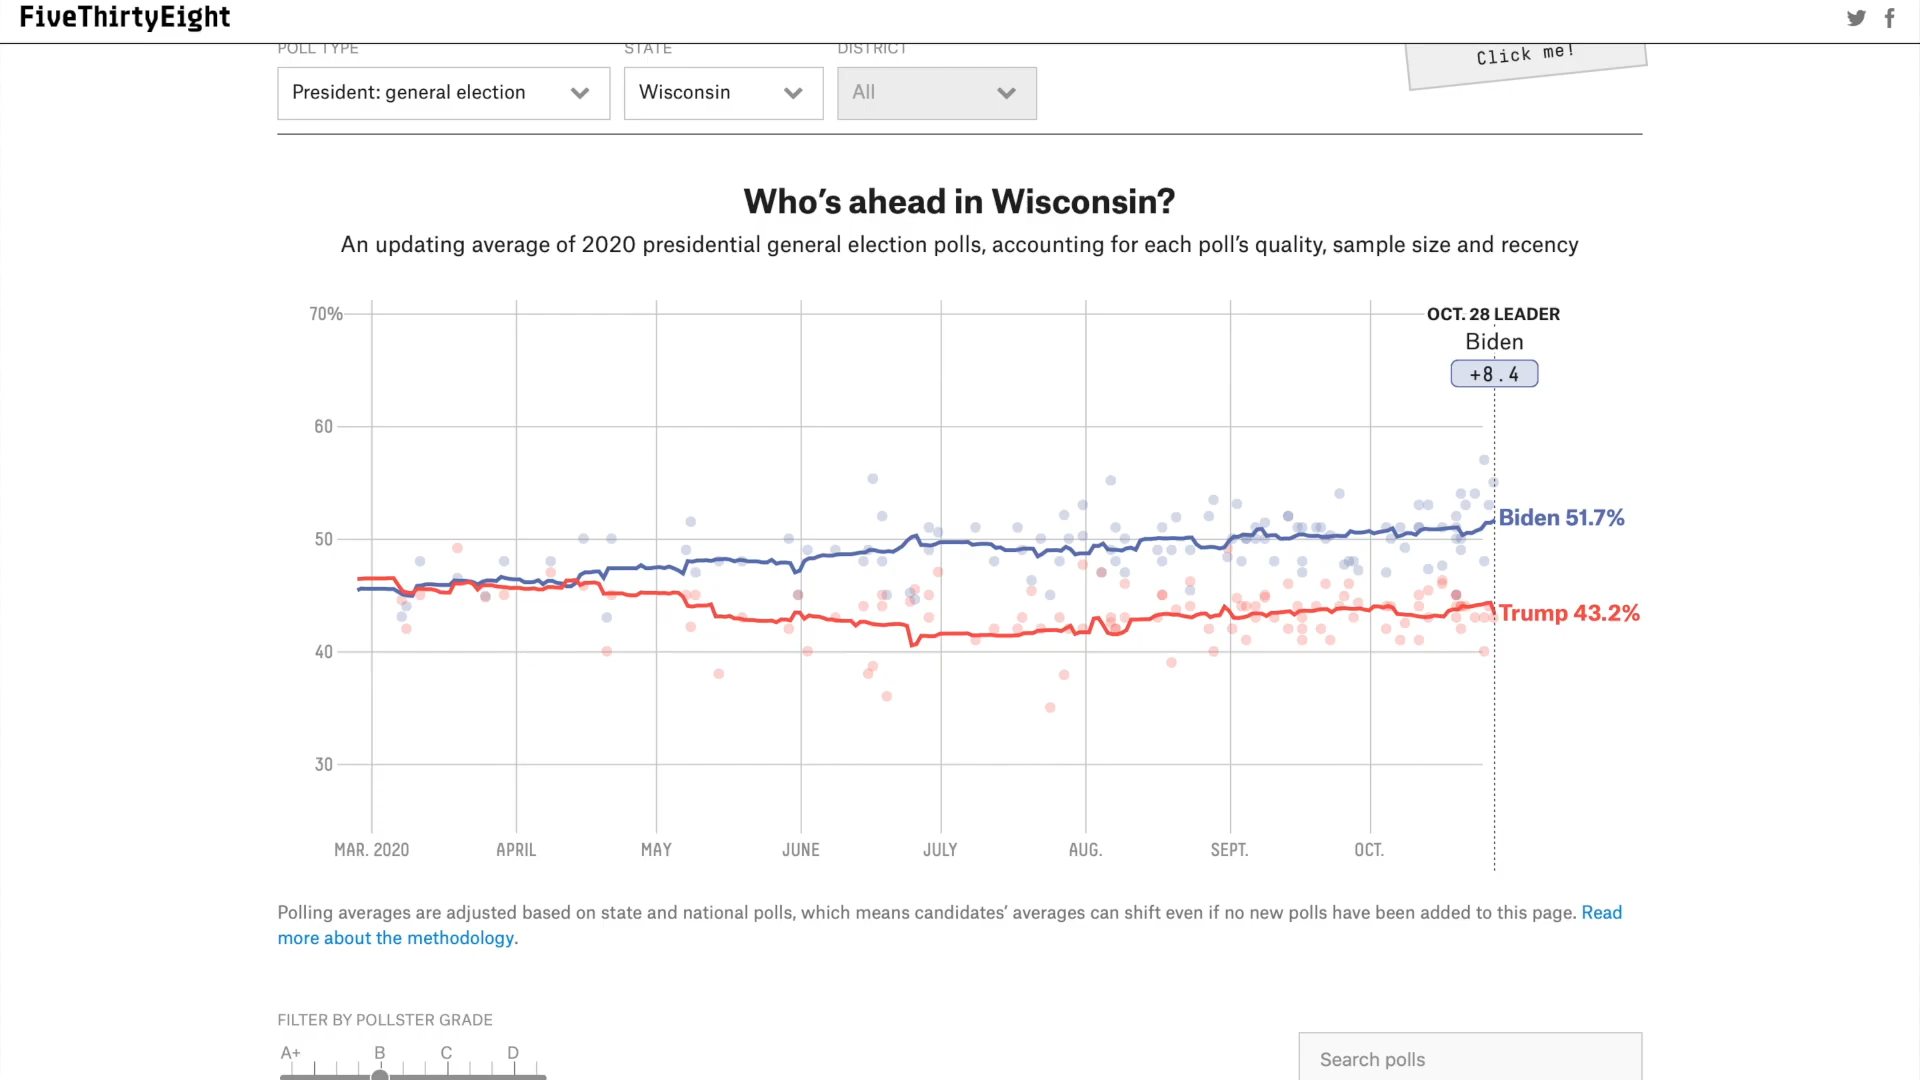 FiveThirtyEight
POLL TYPE STATE DISTRICT
Click me!
President: general election Wisconsin All
Who's ahead in Wisconsin?
An updating average of 2020 presidential general election polls, accounting for each poll's quality, sample size and recency
70%
OCT. 28 LEADER
Biden
+8.4
60
50
Biden 51.7%
Trump 43.2%
40
30
MAR. 2020 APRIL MAY JUNE JULY AUG. SEPT. OCT.
Polling averages are adjusted based on state and national polls, which means candidates' averages can shift even if no new polls have been added to this page. Read
more about the methodology.
FILTER BY POLLSTER GRADE
A+ B C D
Search polls